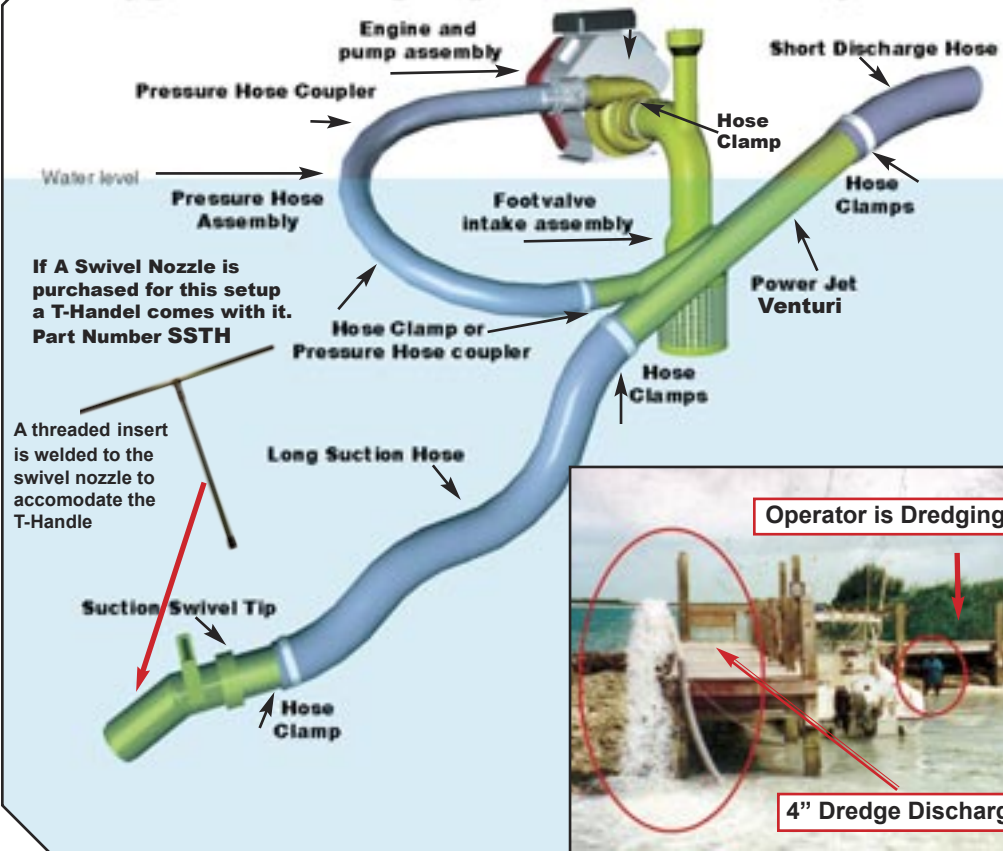 Engine and
pump assembly
Short Discharge Hose
Pressure Hose Coupler
Hose
Clamp
Water level
Pressure Hose
Assembly
Footvalve
intake assembly
Hose
Clamps
If A Swivel Nozzle is
purchased for this setup
a T-Handel comes with it.
Part Number SSTH
Power Jet
Venturi
Hose Clamp or
Pressure Hose coupler
Hose
Clamps
A threaded insert
is welded to the
swivel nozzle to
accomodate the
T-Handle
Long Suction Hose
Operator is Dredging
Suction Swivel Tip
Hose
Clamp
4” Dredge Discharg